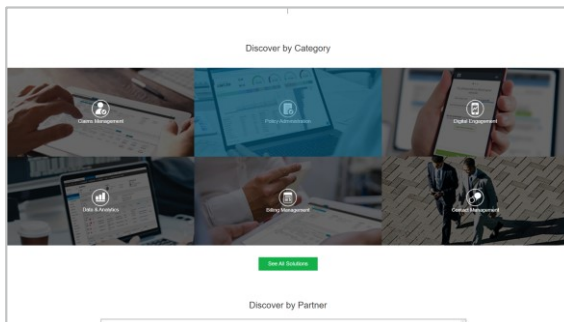 Discover by Category
Claims Management
Policy Administration
Digital Engagement
Data & Analytics
Billing Management
Contact Management
See All Solutions
Discover by Partner